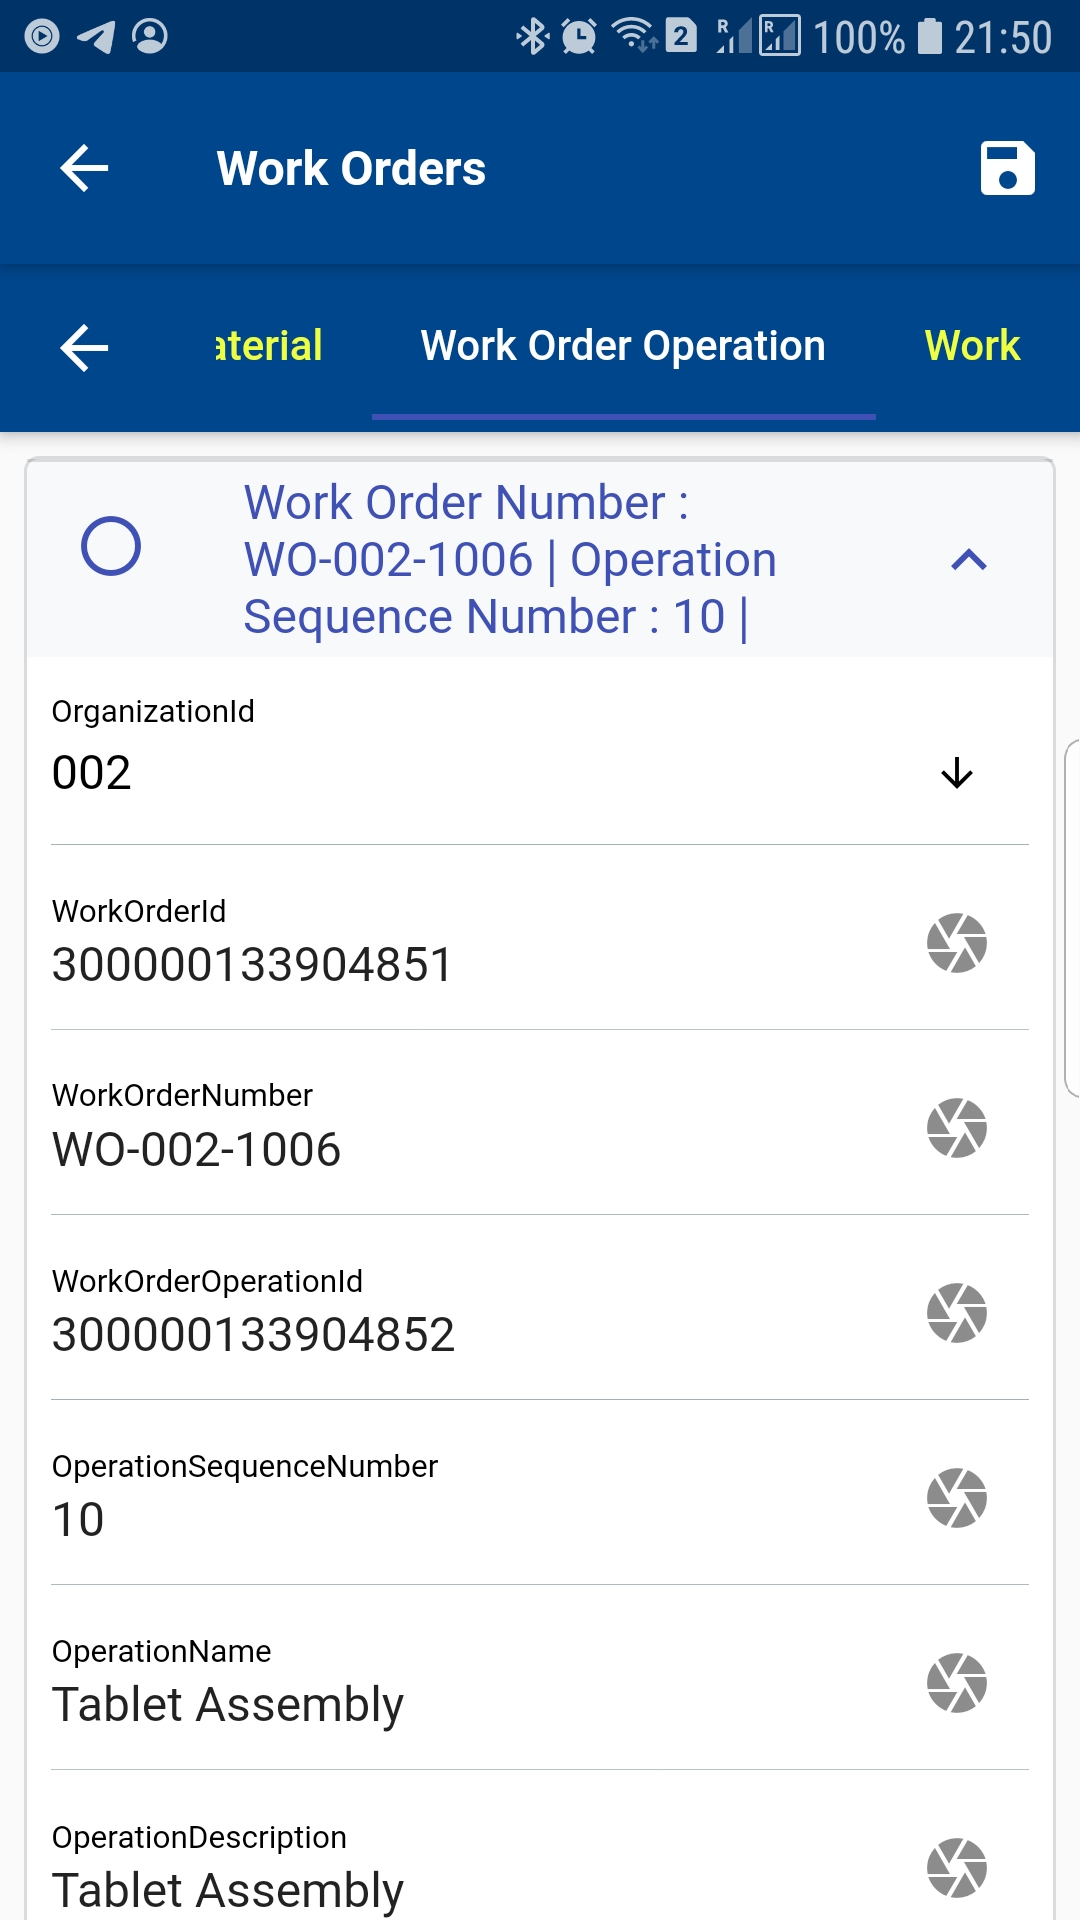 2 R R 100% 21:50
Work Orders
aterial Work Order Operation Work
Work Order Number :
WO-002-1006 | Operation
Sequence Number : 10 |
OrganizationId
002
WorkOrderId
300000133904851
WorkOrderNumber
WO-002-1006
WorkOrderOperationId
300000133904852
OperationSequenceNumber
10
OperationName
Tablet Assembly
OperationDescription
Tablet Assembly